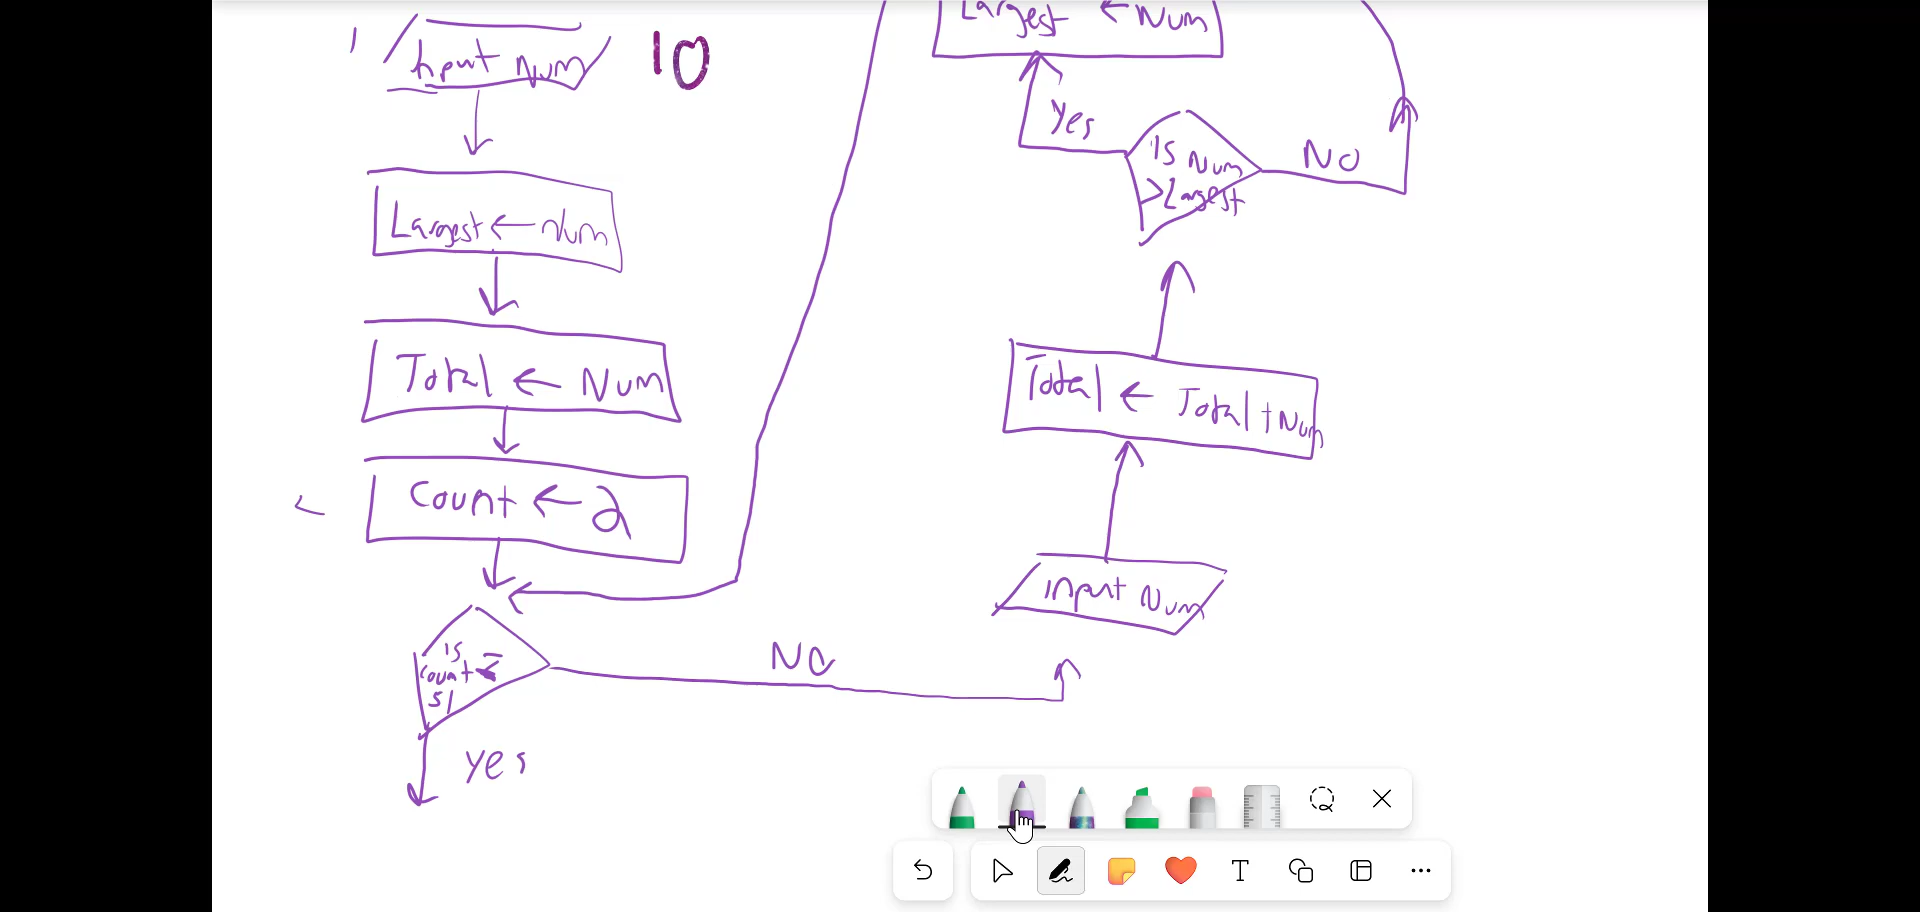 Input Num
10
Largest ← Num
Total ← Num
Count ← 2
is
count
51
NO
yes
input Num
Total ← Total + Num
IS Num
> Largest
Yes
NO
Largest ← Num
T